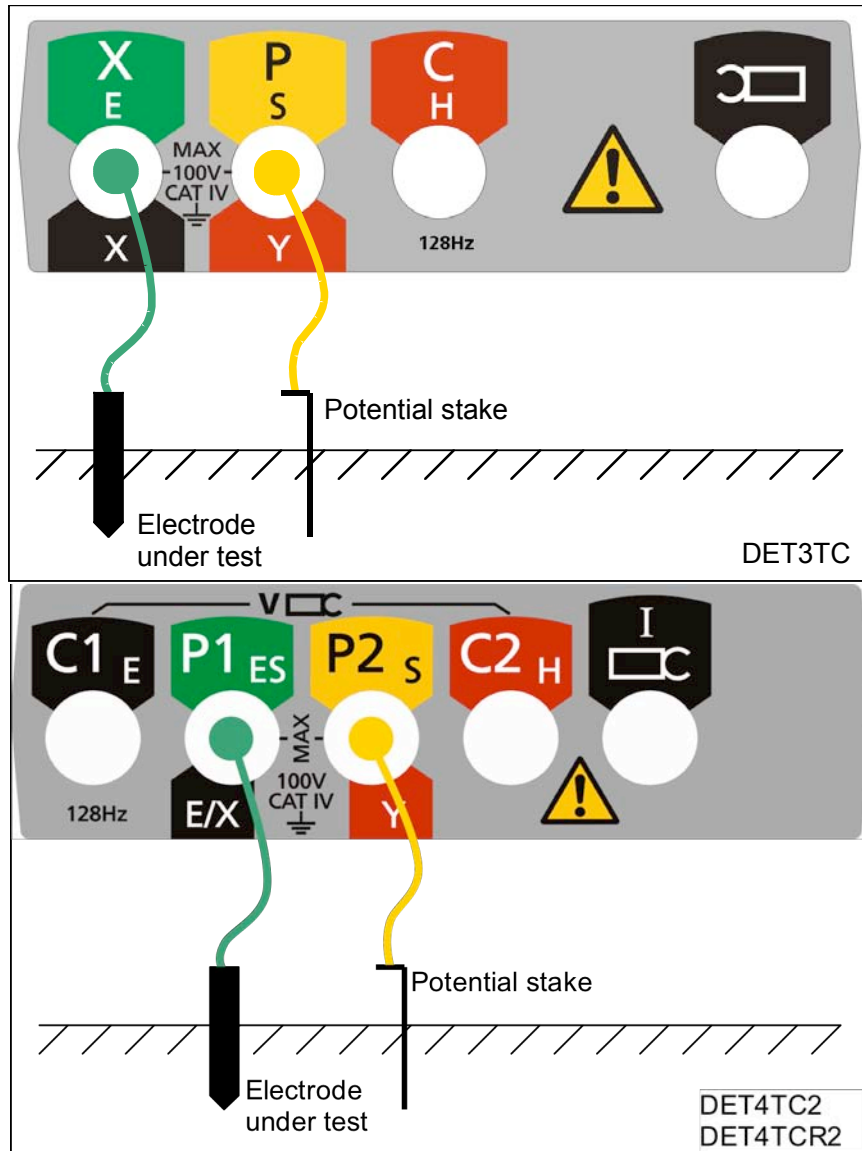 X P C
E S H
MAX
100V
CAT IV
X Y 128Hz
Potential stake
Electrode
under test
DET3TC
V
C1 E P1 ES P2 S C2 H I
MAX
100V
CAT IV
128Hz E/X Y
Potential stake
Electrode
under test
DET4TC2
DET4TCR2